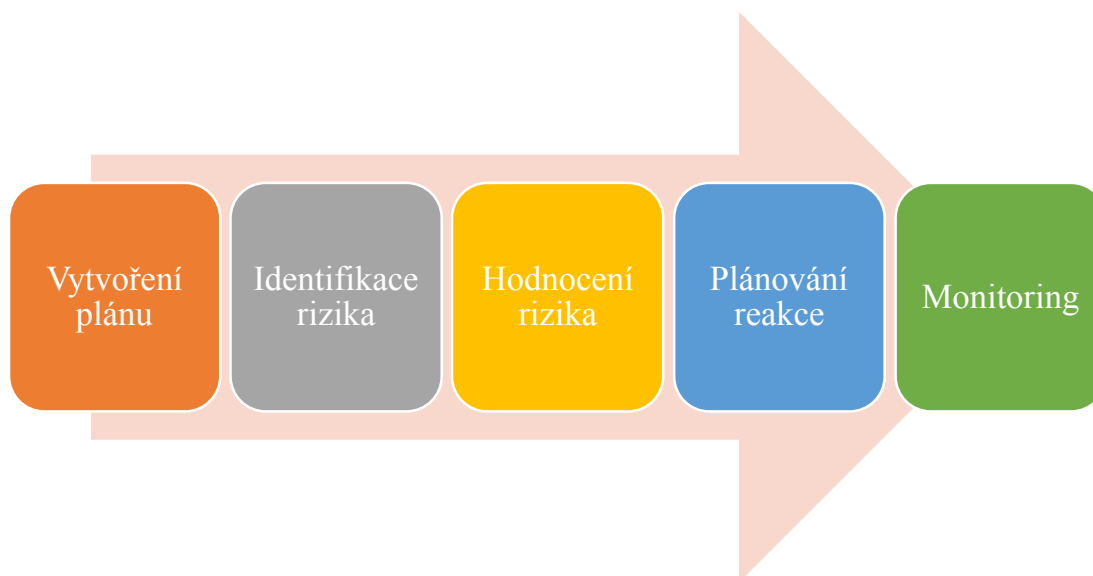 Vytvoření
plánu
Identifikace
rizika
Hodnocení
rizika
Plánování
reakce
Monitoring